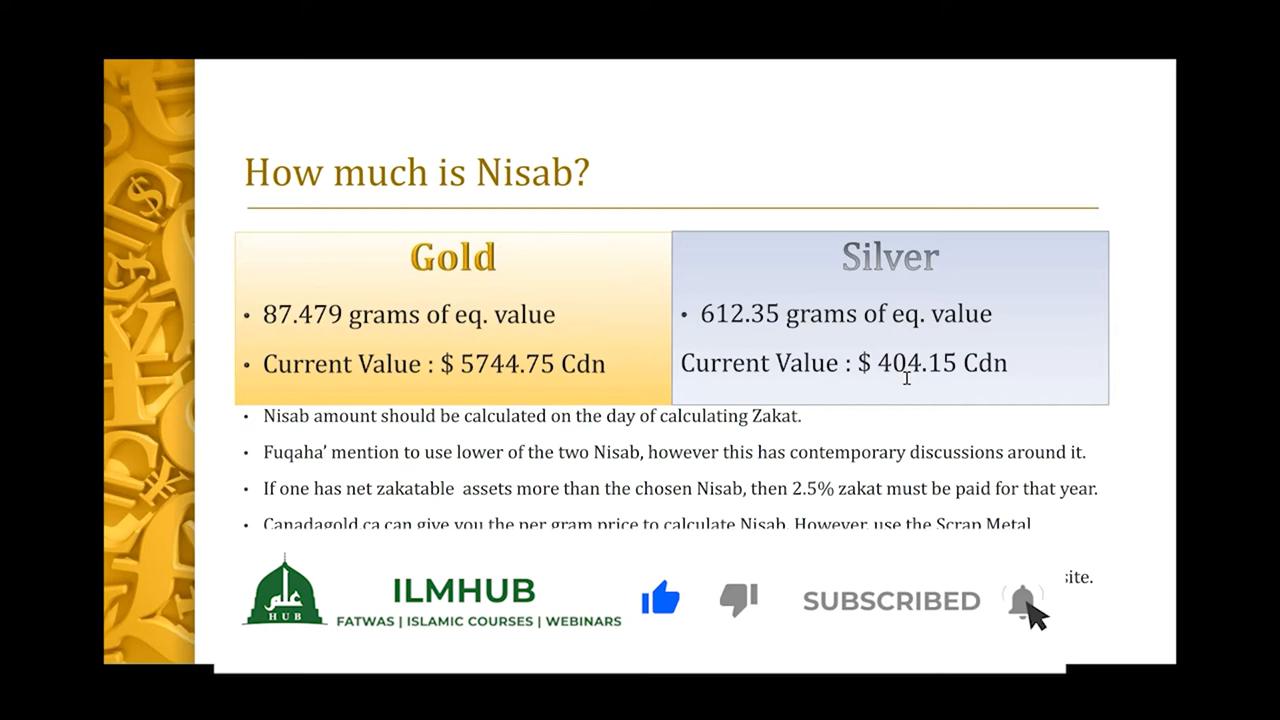 How much is Nisab?
Gold
• 87.479 grams of eq. value
• Current Value : $ 5744.75 Cdn
Silver
• 612.35 grams of eq. value
Current Value : $ 404.15 Cdn
• Nisab amount should be calculated on the day of calculating Zakat.
• Fuqaha’ mention to use lower of the two Nisab, however this has contemporary discussions around it.
• If one has net zakatable assets more than the chosen Nisab, then 2.5% zakat must be paid for that year.
• Canadagold.ca can give you the per gram price to calculate Nisab. However, use the Scrap Metal
site.
علم
HUB
ILMHUB
FATWAS | ISLAMIC COURSES | WEBINARS
SUBSCRIBED